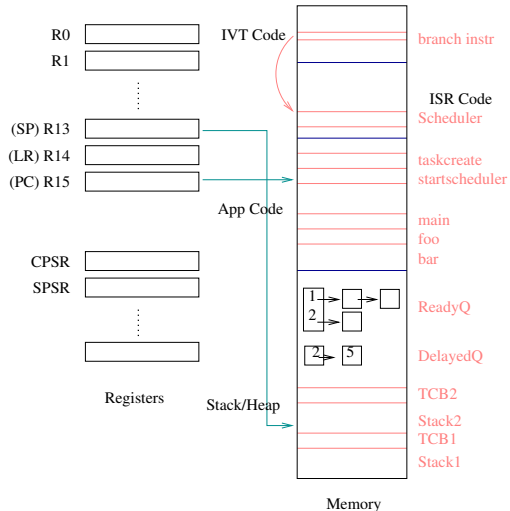 R0
R1
(SP) R13
(LR) R14
(PC) R15
CPSR
SPSR
Registers
IVT Code
App Code
Stack/Heap
branch instr
ISR Code
Scheduler
taskcreate
startscheduler
main
foo
bar
1
2
ReadyQ
2 5
DelayedQ
TCB2
Stack2
TCB1
Stack1
Memory